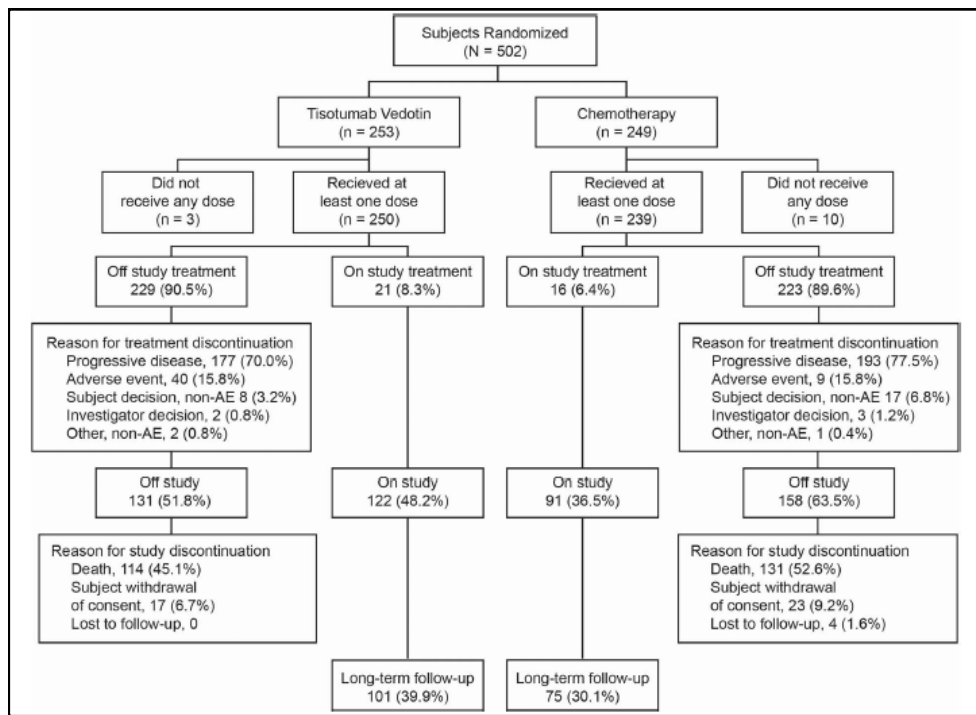 Subjects Randomized
(N = 502)
Tisotumab Vedotin
(n = 253)
Chemotherapy
(n = 249)
Did not
receive any dose
(n = 3)
Recieved at
least one dose
(n = 250)
Recieved at
least one dose
(n = 239)
Did not receive
any dose
(n = 10)
Off study treatment
229 (90.5%)
On study treatment
21 (8.3%)
On study treatment
16 (6.4%)
Off study treatment
223 (89.6%)
Reason for treatment discontinuation
Progressive disease, 177 (70.0%)
Adverse event, 40 (15.8%)
Subject decision, non-AE 8 (3.2%)
Investigator decision, 2 (0.8%)
Other, non-AE, 2 (0.8%)
Reason for treatment discontinuation
Progressive disease, 193 (77.5%)
Adverse event, 9 (15.8%)
Subject decision, non-AE 17 (6.8%)
Investigator decision, 3 (1.2%)
Other, non-AE, 1 (0.4%)
Off study
131 (51.8%)
On study
122 (48.2%)
On study
91 (36.5%)
Off study
158 (63.5%)
Reason for study discontinuation
Death, 114 (45.1%)
Subject withdrawal
of consent, 17 (6.7%)
Lost to follow-up, 0
Reason for study discontinuation
Death, 131 (52.6%)
Subject withdrawal
of consent, 23 (9.2%)
Lost to follow-up, 4 (1.6%)
Long-term follow-up
101 (39.9%)
Long-term follow-up
75 (30.1%)